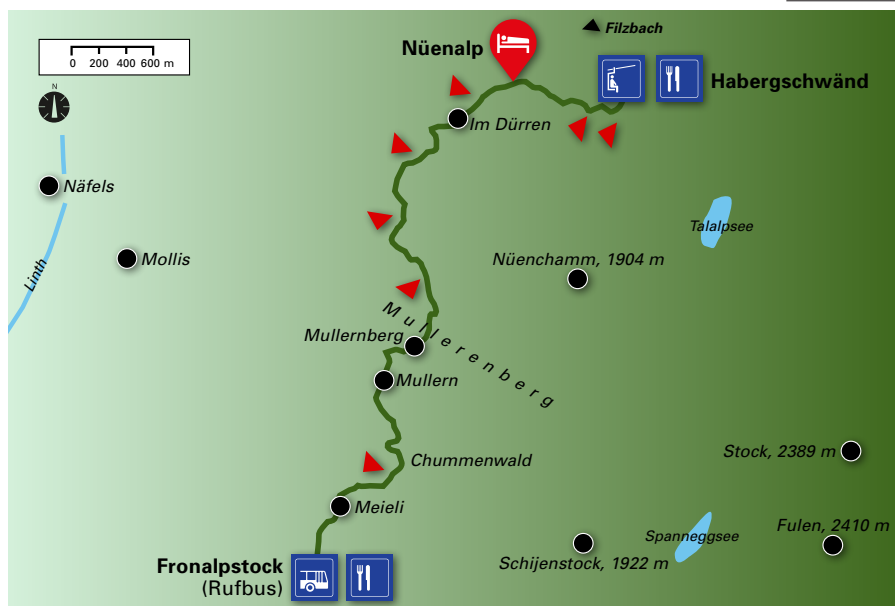 Filzbach
Nüenalp
Habergschwänd
0 200 400 600 m
N
Im Dürren
Näfels
Talalpsee
Mollis
Nüenchamm, 1904 m
Linth
Mullernberg
Mullerenberg
Mullern
Chummenwald
Stock, 2389 m
Meieli
Fulen, 2410 m
Spanneggsee
Schijenstock, 1922 m
Fronalpstock
(Rufbus)